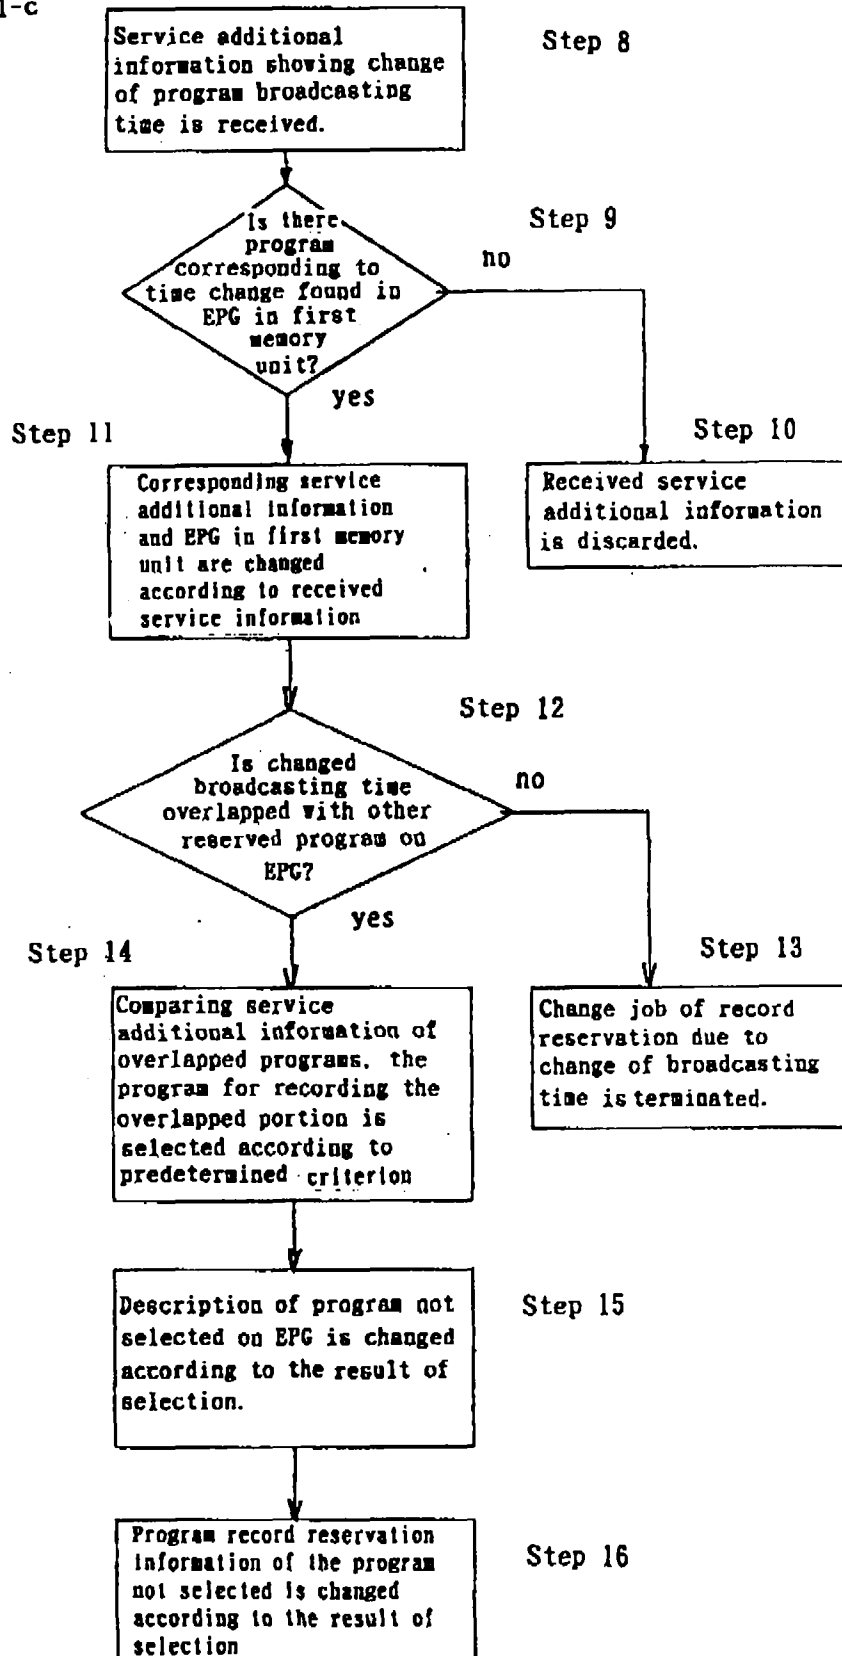 1-c
Service additional
information showing change
of program broadcasting
time is received.
Step 8
Is there
program
corresponding to
time change found in
EPG in first
memory
unit?
Step 9
no
yes
Step 11
Step 10
Corresponding service
additional information
and EPG in first memory
unit are changed
according to received
service information
Received service
additional information
is discarded.
Step 12
Is changed
broadcasting time
overlapped with other
reserved program on
EPG?
no
yes
Step 14
Step 13
Comparing service
additional information of
overlapped programs, the
program for recording the
overlapped portion is
selected according to
predetermined criterion
Change job of record
reservation due to
change of broadcasting
time is terminated.
Description of program not
selected on EPG is changed
according to the result of
selection.
Step 15
Program record reservation
information of the program
not selected is changed
according to the result of
selection
Step 16